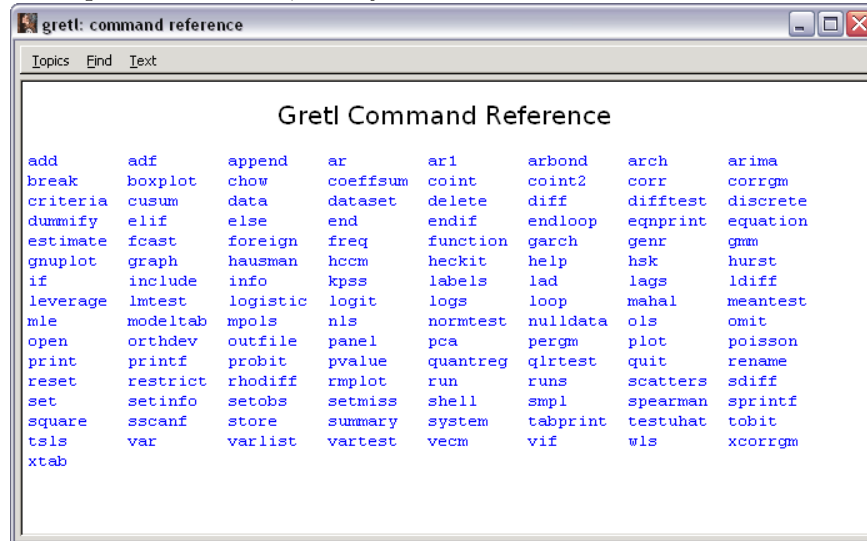 gretl: command reference
Topics Find Text
Gretl Command Reference
add adf append ar ar1 arbond arch arima
break boxplot chow coeffsum coint coint2 corr corrgm
criteria cusum data dataset delete diff difftest discrete
dummify elif else end endif endloop eqnprint equation
estimate fcast foreign freq function garch genr gmm
gnuplot graph hausman hccm heckit help hsk hurst
if include info kpss labels lad lags ldiff
leverage lmtest logistic logit logs loop mahal meantest
mle modeltab mpols nls normtest nulldata ols omit
open orthdev outfile panel pca pergm plot poisson
print printf probit pvalue quantreg qlrtest quit rename
reset restrict rhodiff rmplot run runs scatters sdiff
set setinfo setobs setmiss shell smpl spearman sprintf
square sscanf store summary system tabprint testuhat tobit
tsls var varlist vartest vecm vif wls xcorrgm
xtab